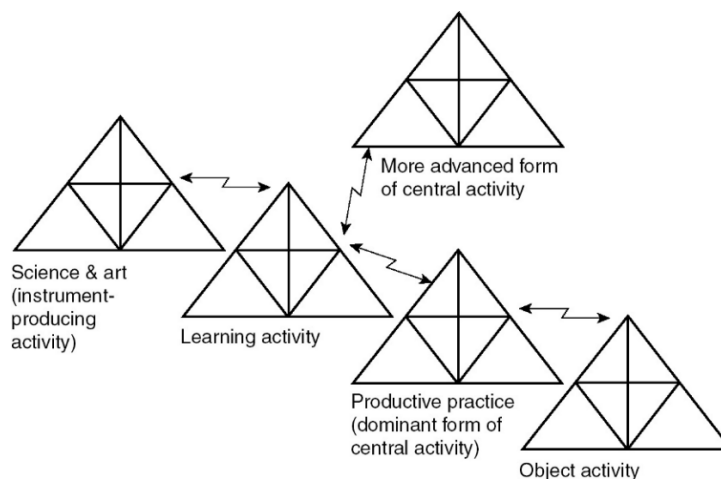 More advanced form
of central activity
Science & art
(instrument-
producing
activity)
Learning activity
Productive practice
(dominant form of
central activity)
Object activity